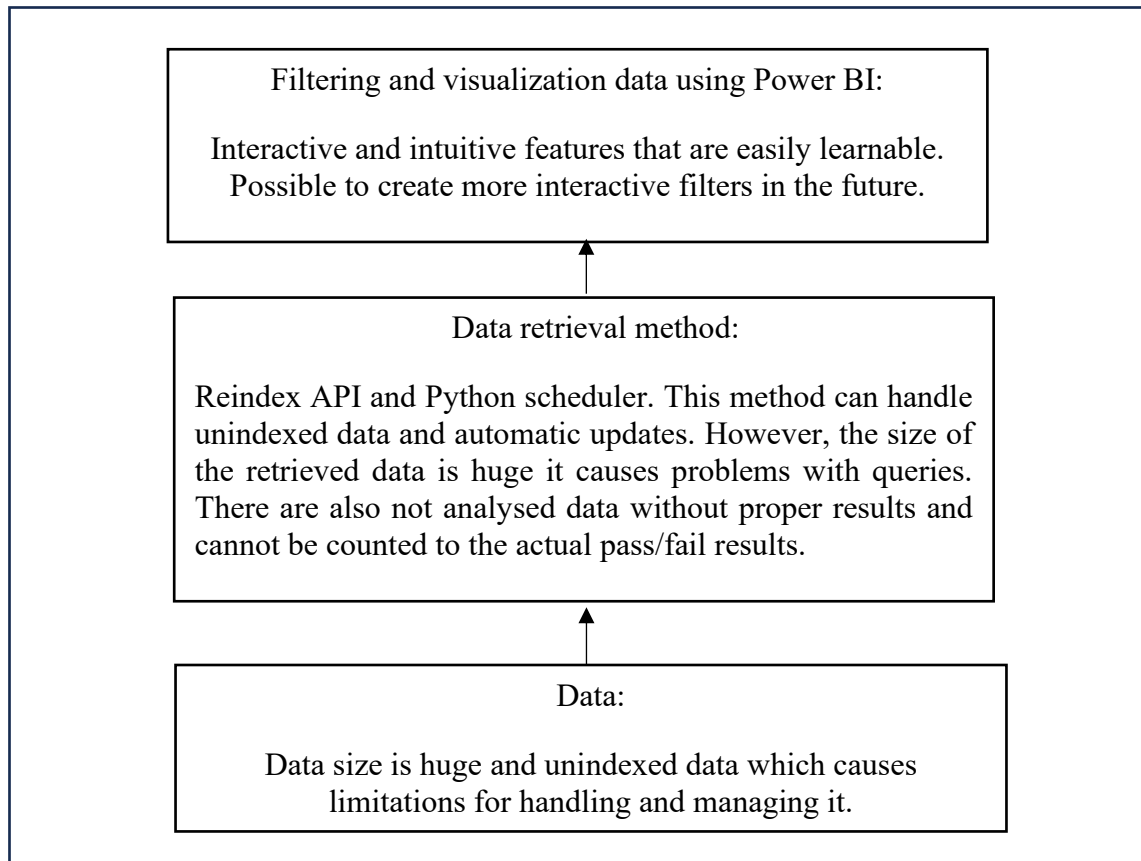 Filtering and visualization data using Power BI:
Interactive and intuitive features that are easily learnable.
Possible to create more interactive filters in the future.
Data retrieval method:
Reindex API and Python scheduler. This method can handle
unindexed data and automatic updates. However, the size of
the retrieved data is huge it causes problems with queries.
There are also not analysed data without proper results and
cannot be counted to the actual pass/fail results.
Data:
Data size is huge and unindexed data which causes
limitations for handling and managing it.